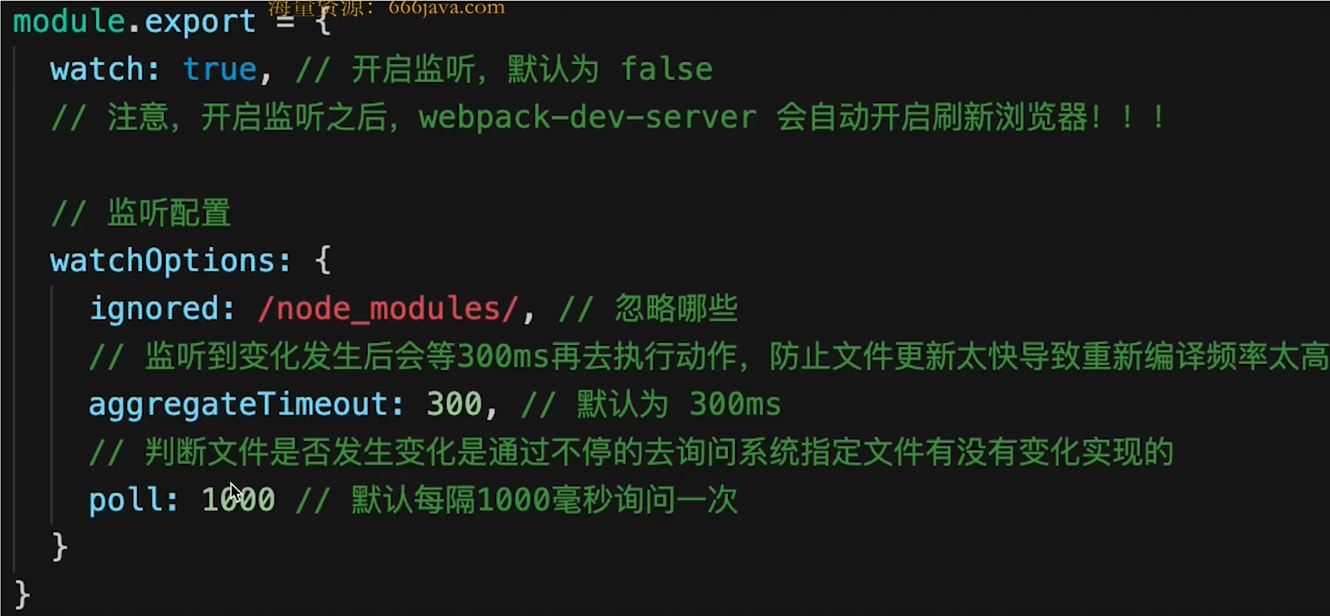 海量资源：666java.com
module.export = {
watch: true, // 开启监听，默认为 false
// 注意，开启监听之后，webpack-dev-server 会自动开启刷新浏览器！！！
// 监听配置
watchOptions: {
ignored: /node_modules/, // 忽略哪些
// 监听到变化发生后会等300ms再去执行动作，防止文件更新太快导致重新编译频率太高
aggregateTimeout: 300, // 默认为 300ms
// 判断文件是否发生变化是通过不停的去询问系统指定文件有没有变化实现的
poll: 1000 // 默认每隔1000毫秒询问一次
}
}